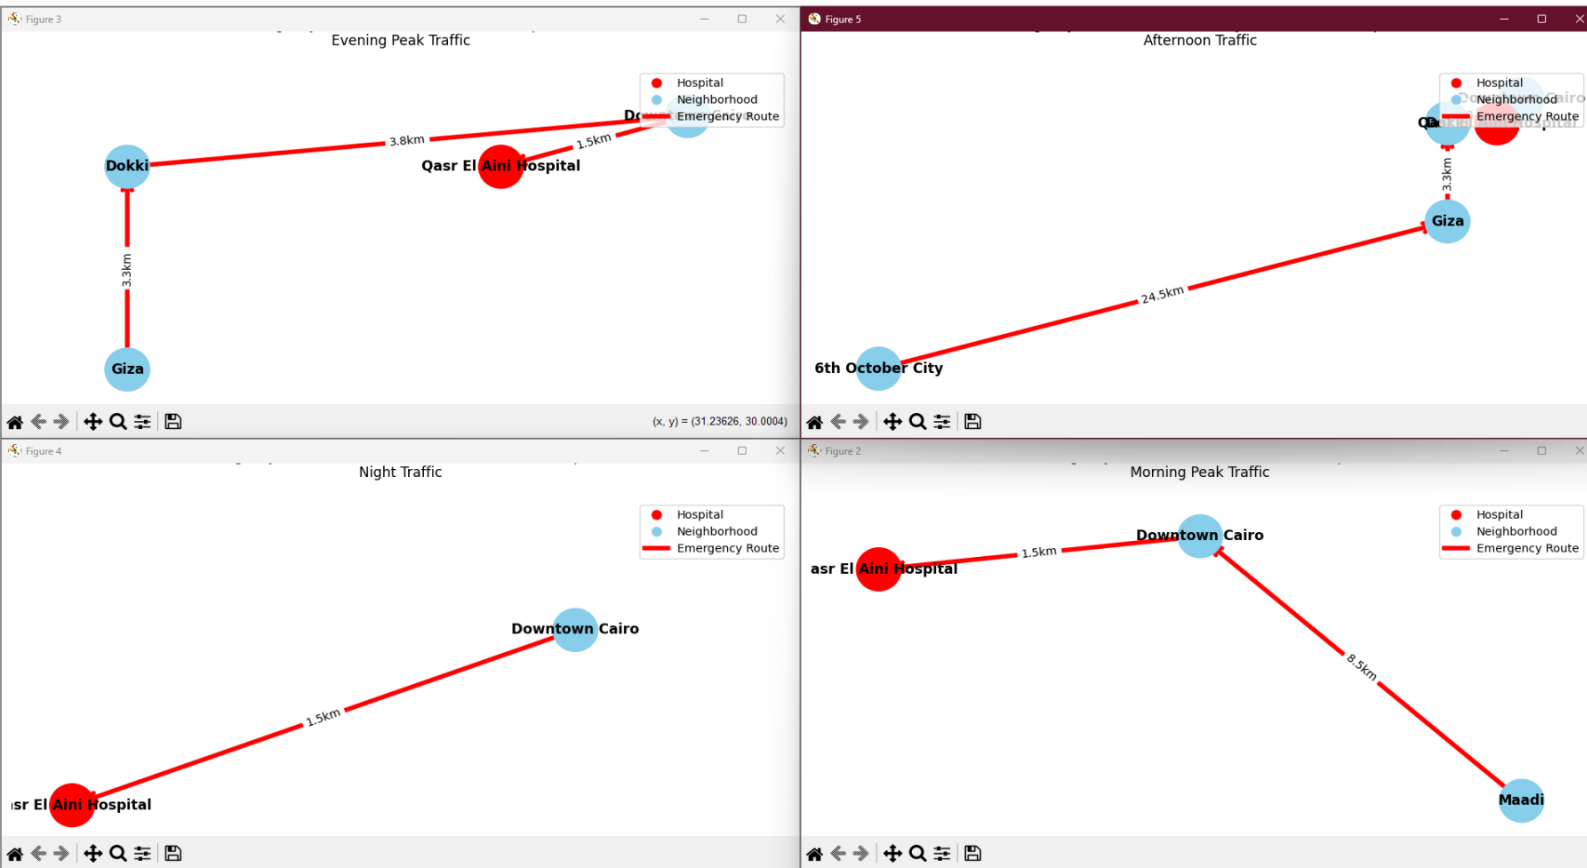 Figure 3
Evening Peak Traffic
Hospital
Neighborhood
Emergency Route
3.8km
1.5km
Dokki
Qasr El Aini Hospital
3.3km
Giza
(x, y) = (31.23626, 30.0004)
Figure 5
Afternoon Traffic
Hospital
Neighborhood
Emergency Route
3.3km
Giza
24.5km
6th October City
Figure 4
Night Traffic
Hospital
Neighborhood
Emergency Route
Downtown Cairo
1.5km
sr El Aini Hospital
Figure 2
Morning Peak Traffic
Hospital
Neighborhood
Emergency Route
Downtown Cairo
1.5km
asr El Aini Hospital
8.5km
Maadi